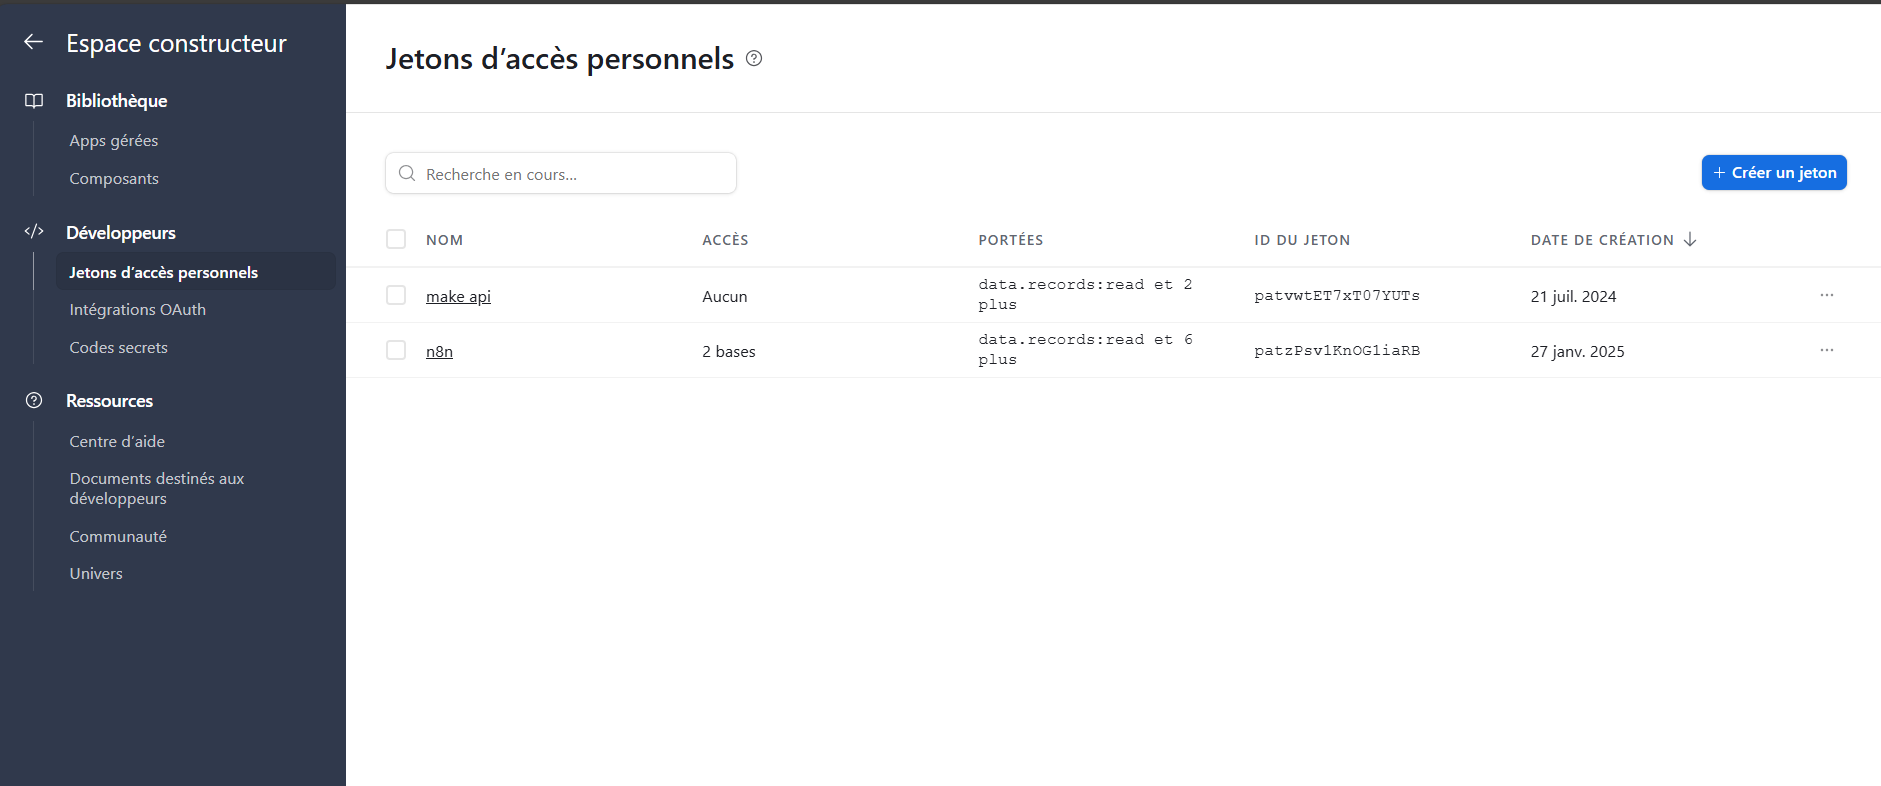 Espace constructeur
Bibliothèque
Apps gérées
Composants
Développeurs
Jetons d’accès personnels
Intégrations OAuth
Codes secrets
Ressources
Centre d’aide
Documents destinés aux
développeurs
Communauté
Univers
Jetons d’accès personnels
Recherche en cours...
+ Créer un jeton
NOM ACCÈS PORTÉES ID DU JETON DATE DE CRÉATION
make api Aucun data.records:read et 2 plus patvwtET7xT07YUTs 21 juil. 2024
n8n 2 bases data.records:read et 6 plus patzPsv1KnOG1iaRB 27 janv. 2025